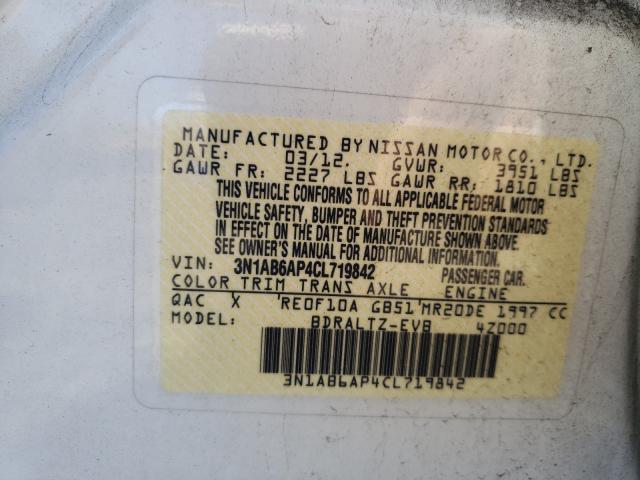 MANUFACTURED BY NISSAN MOTOR CO., LTD.
DATE: 03/12. GVWR: 3951 LBS
GAWR FR: 2227 LBS GAWR RR: 1810 LBS
THIS VEHICLE CONFORMS TO ALL APPLICABLE FEDERAL MOTOR
VEHICLE SAFETY, BUMPER AND THEFT PREVENTION STANDARDS
IN EFFECT ON THE DATE OF MANUFACTURE SHOWN ABOVE.
SEE OWNER'S MANUAL FOR ADDITIONAL INFORMATION.
VIN: 3N1AB6AP4CL719842 PASSENGER CAR.
COLOR TRIM TRANS AXLE ENGINE
QAC X RE0F10A GB51 MR20DE 1997 CC
MODEL: BDRALTZ-EVB 4Z000
3N1AB6AP4CL719842